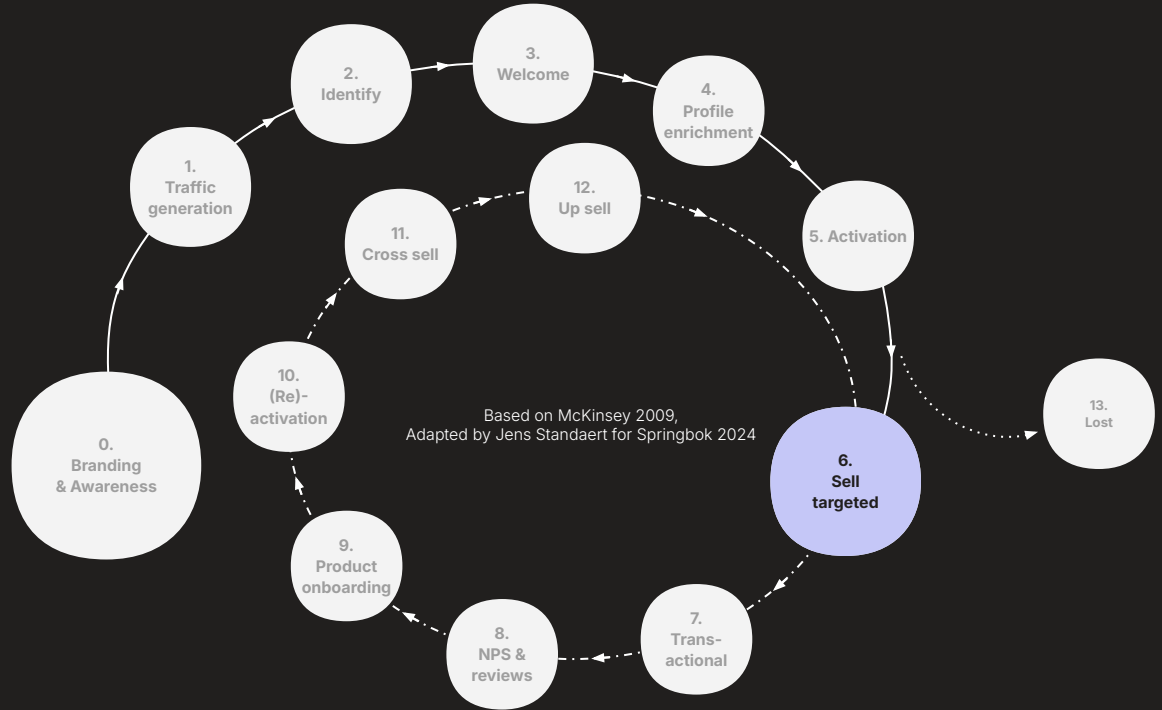 0.
Branding
& Awareness
1.
Traffic
generation
2.
Identify
3.
Welcome
4.
Profile
enrichment
5. Activation
6.
Sell
targeted
7.
Trans-
actional
8.
NPS &
reviews
9.
Product
onboarding
10.
(Re)-
activation
11.
Cross sell
12.
Up sell
13.
Lost
Based on McKinsey 2009,
Adapted by Jens Standaert for Springbok 2024